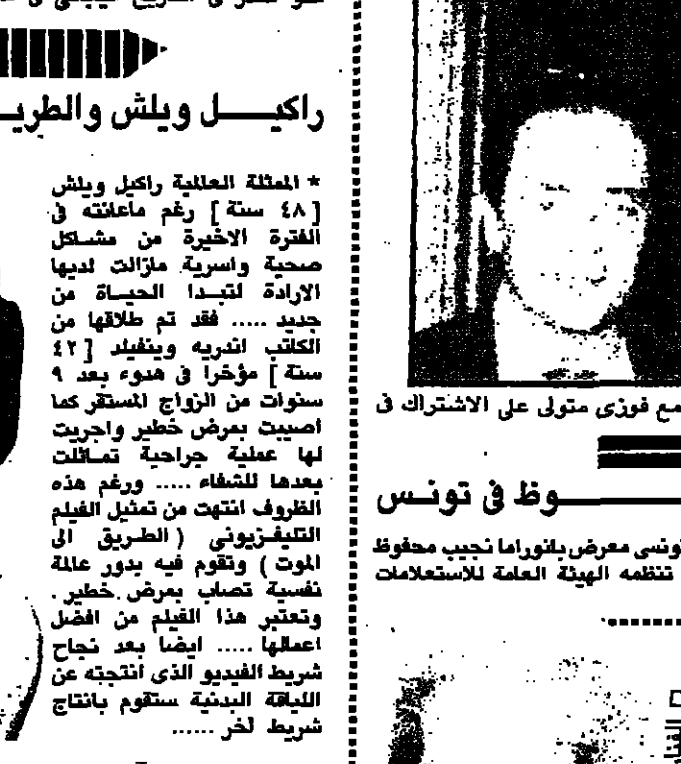 راكيـــل ويلش والطريـ
* الممثلة العالمية راكيل ويلش
[ ٤٨ سنة ] رغم ماعانته فى
الفترة الاخيرة من مشاكل
صحية واسرية مازالت لديها
الارادة لتبدا الحياة من
جديد ..... فقد تم طلاقها من
الكاتب اندريه وينفيلد [ ٤٢
سنة ] مؤخرا فى هدوء بعد ٩
سنوات من الزواج المستقر كما
اصيبت بمرض خطير واجريت
لها عملية جراحية تماثلت
بعدها للشفاء ..... ورغم هذه
الظروف انتهت من تمثيل الفيلم
التليفزيونى ( الطريق الى
الموت ) وتقوم فيه بدور عالمة
نفسية تصاب بمرض خطير .
وتعتبر هذا الفيلم من افضل
اعمالها ..... ايضا بعد نجاح
شريط الفيديو الذى انتجته عن
اللياقة البدنية ستقوم بانتاج
شريط آخر ......
مع فوزى متولى على الاشتراك فى
ـوظ فى تونس
ونسى معرض بانوراما نجيب محفوظ
تنظمه الهيئة العامة للاستعلامات